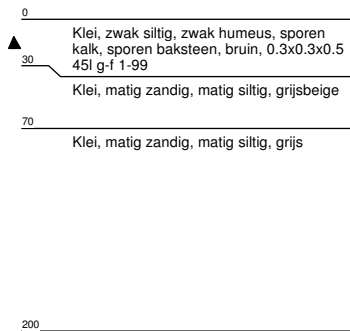 0
Klei, zwak siltig, zwak humeus, sporen
kalk, sporen baksteen, bruin, 0.3x0.3x0.5
45l g-f 1-99
30
Klei, matig zandig, matig siltig, grijsbeige
70
Klei, matig zandig, matig siltig, grijs
200